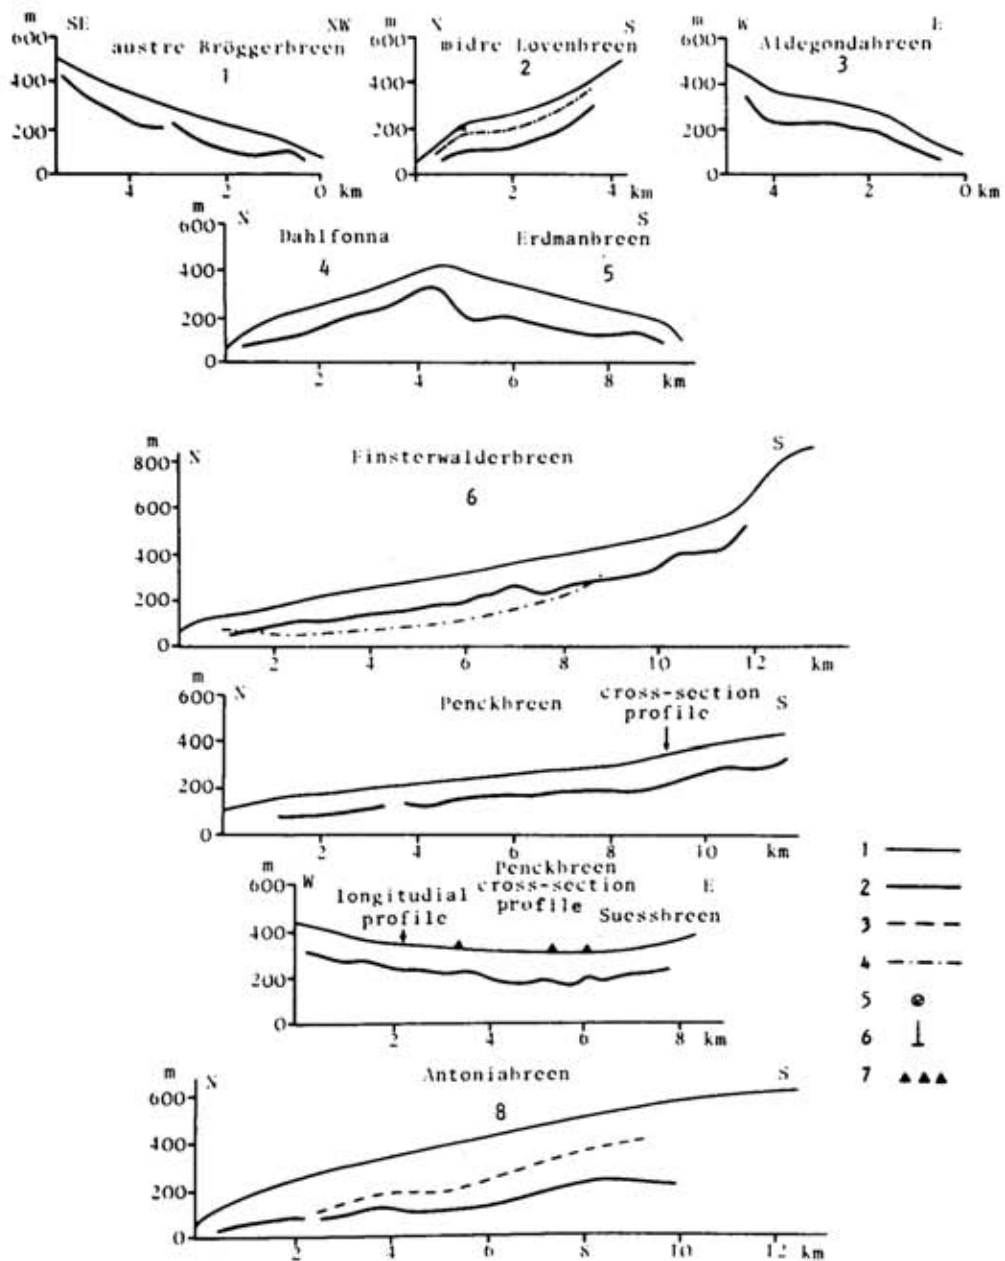 m SE NW
austre Bröggerbreen
1
600
400
200
0
4 2 0 km
m N S
midre Lovenbreen
2
600
400
200
0
2 4 km
m W E
Aldegondabreen
3
600
400
200
0
4 2 0 km
m N S
Dahlfonna Erdmanbreen
4 5
600
400
200
0
2 4 6 8 km
m N S
Finsterwalderbreen
6
800
600
400
200
0
2 4 6 8 10 12 km
m N S
Penckbreen
cross-section
profile
600
400
200
0
2 4 6 8 10 km
Penckbreen
cross-section
profile
m W E
longitudial
profile
Suessbreen
600
400
200
0
2 4 6 8 km
m N S
Antoniabreen
8
600
400
200
0
2 4 6 8 10 12 km
1
2
3
4
5
6
7